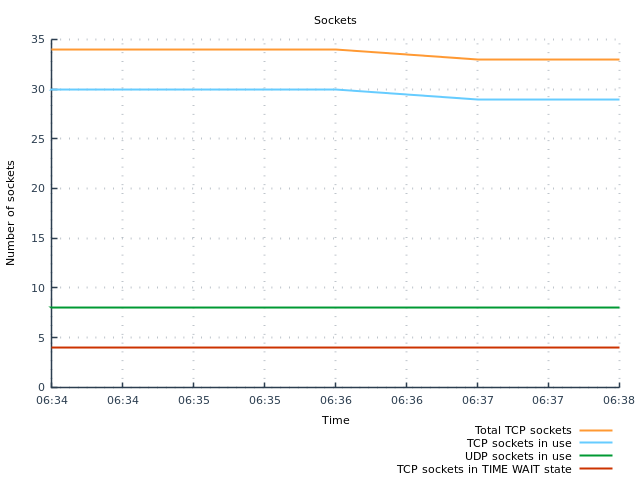 Sockets
35
30
25
20
15
10
5
0
Number of sockets
06:34 06:34 06:35 06:35 06:36 06:36 06:37 06:37 06:38
Time
Total TCP sockets
TCP sockets in use
UDP sockets in use
TCP sockets in TIME WAIT state